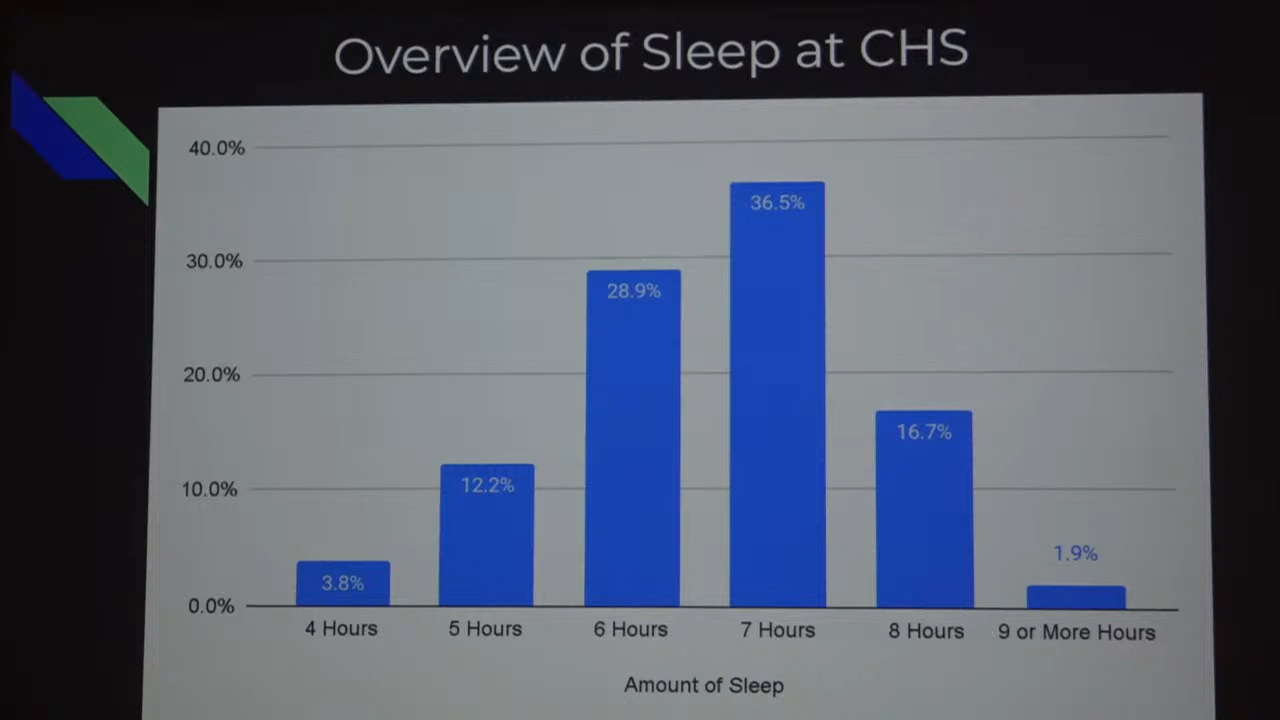 Overview of Sleep at CHS
40.0%
30.0%
20.0%
10.0%
0.0%
3.8%
12.2%
28.9%
36.5%
16.7%
1.9%
4 Hours
5 Hours
6 Hours
7 Hours
8 Hours
9 or More Hours
Amount of Sleep